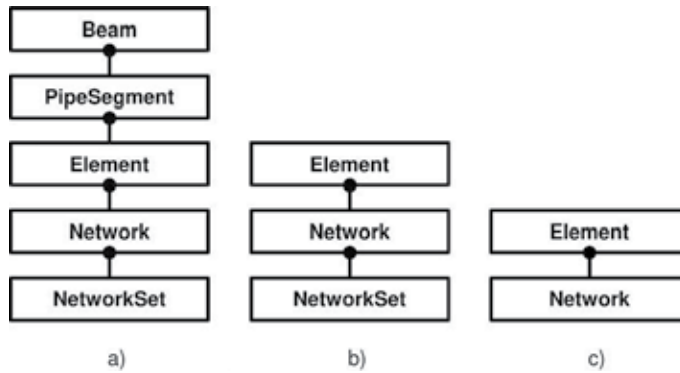 Beam
PipeSegment
Element
Network
NetworkSet
a)
Element
Network
NetworkSet
b)
Element
Network
c)